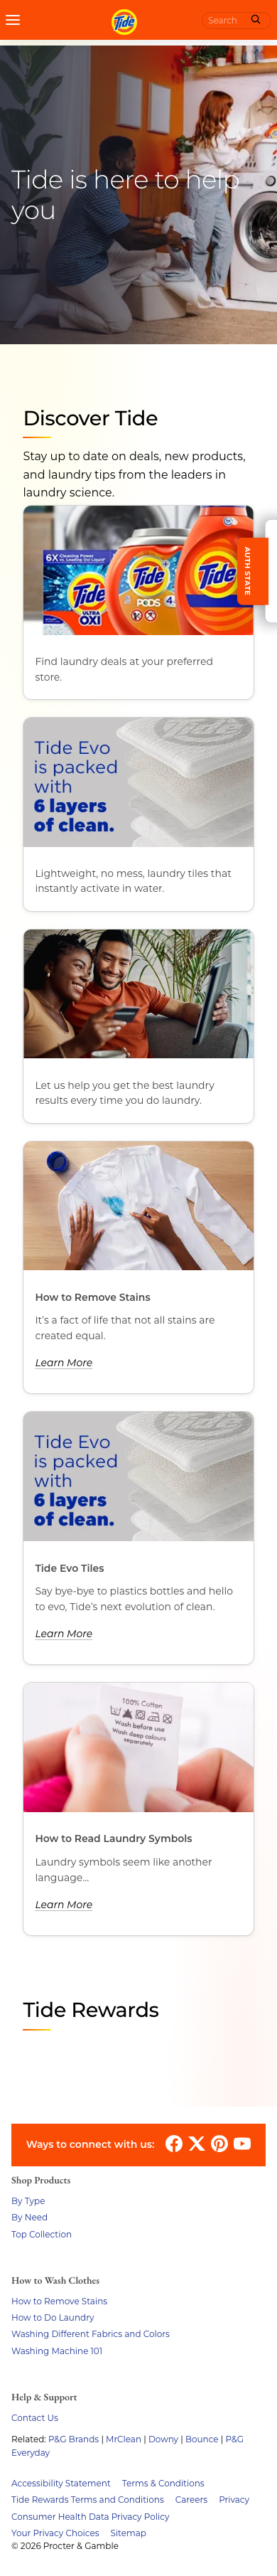 Tide
Search
Tide is here to help
you
Discover Tide
Stay up to date on deals, new products,
and laundry tips from the leaders in
laundry science.
6X Cleaning Power
Tide
ULTRA
OXI
Tide
PODS
4
Tide
AUTH STATE
Find laundry deals at your preferred
store.
Tide Evo
is packed
with
6 layers
of clean.
Tide
Lightweight, no mess, laundry tiles that
instantly activate in water.
Let us help you get the best laundry
results every time you do laundry.
How to Remove Stains
It's a fact of life that not all stains are
created equal.
Learn More
Tide Evo
is packed
with
6 layers
of clean.
Tide
Tide Evo Tiles
Say bye-bye to plastics bottles and hello
to evo, Tide's next evolution of clean.
Learn More
100% Cotton
Wash before use
Wash deep colours
separately
How to Read Laundry Symbols
Laundry symbols seem like another
language...
Learn More
Tide Rewards
Ways to connect with us:
Shop Products
By Type
By Need
Top Collection
How to Wash Clothes
How to Remove Stains
How to Do Laundry
Washing Different Fabrics and Colors
Washing Machine 101
Help & Support
Contact Us
Related: P&G Brands | MrClean | Downy | Bounce | P&G
Everyday
Accessibility Statement Terms & Conditions
Tide Rewards Terms and Conditions Careers Privacy
Consumer Health Data Privacy Policy
Your Privacy Choices Sitemap
© 2026 Procter & Gamble